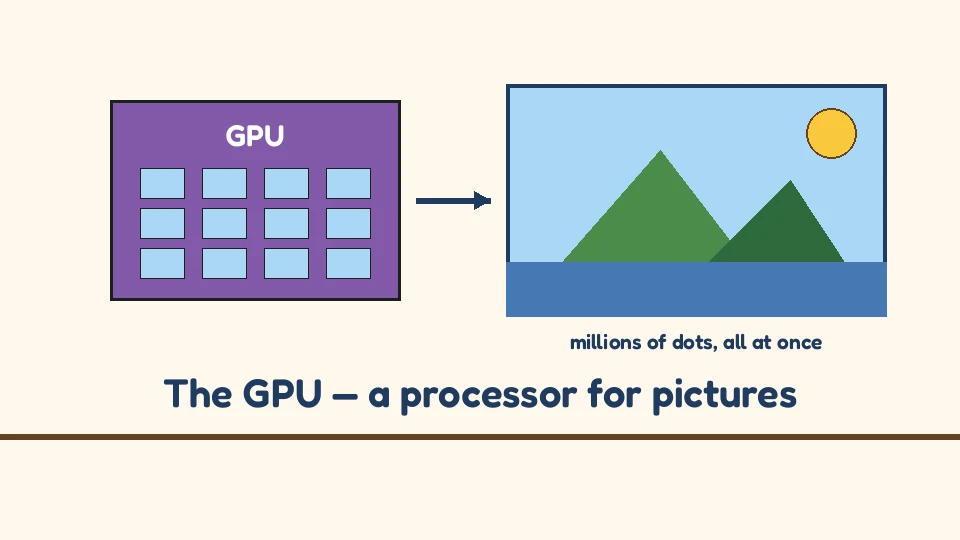 GPU
millions of dots, all at once
The GPU — a processor for pictures